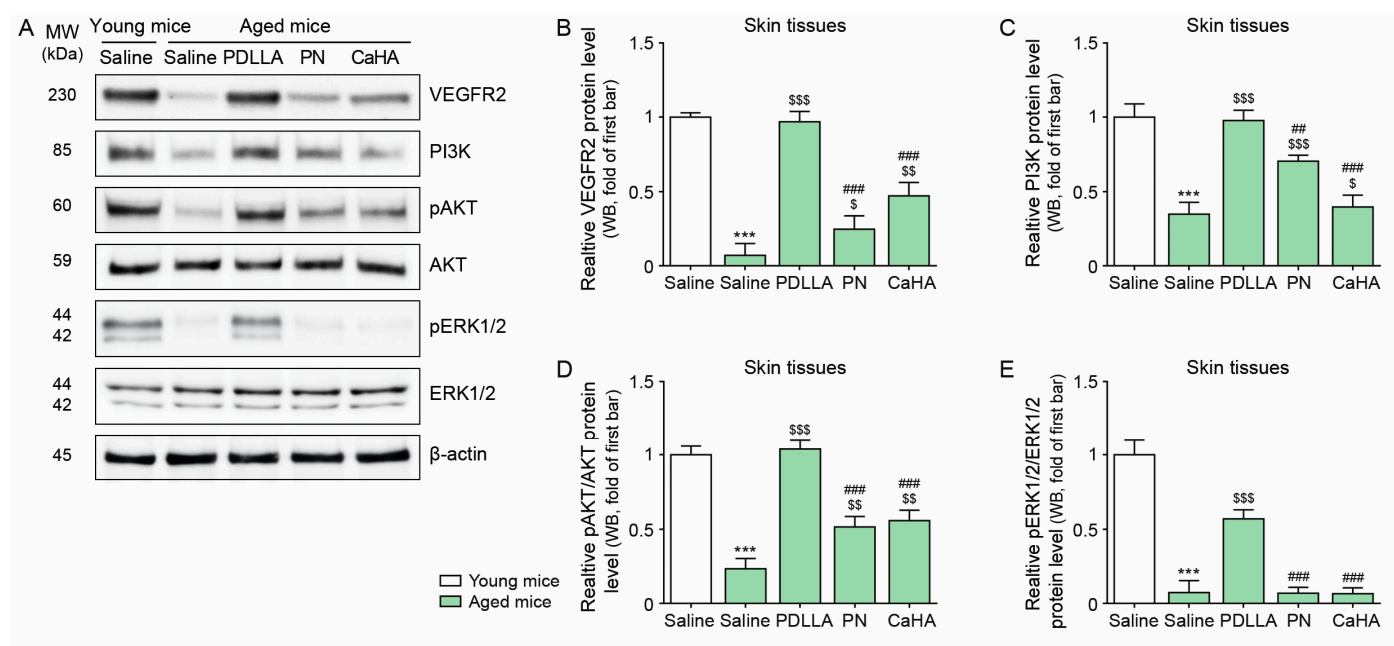 A
MW
(kDa)
Young mice
Aged mice
Saline Saline PDLLA PN CaHA
230 VEGFR2
85 PI3K
60 pAKT
59 AKT
44
42
pERK1/2
44
42
ERK1/2
45 β-actin
Young mice
Aged mice
B
Skin tissues
Realtive VEGFR2 protein level
(WB, fold of first bar)
1.5
1
0.5
0
***
$$$
###
$
###
$$
Saline Saline PDLLA PN CaHA
C
Skin tissues
Realtive PI3K protein level
(WB, fold of first bar)
1.5
1
0.5
0
***
$$$
##
$$$
###
$
Saline Saline PDLLA PN CaHA
D
Skin tissues
Realtive pAKT/AKT protein
level (WB, fold of first bar)
1.5
1
0.5
0
***
$$$
###
$$
###
$$
Saline Saline PDLLA PN CaHA
E
Skin tissues
Realtive pERK1/2/ERK1/2
protein level (WB, fold of first bar)
1.5
1
0.5
0
***
$$$
###
###
Saline Saline PDLLA PN CaHA